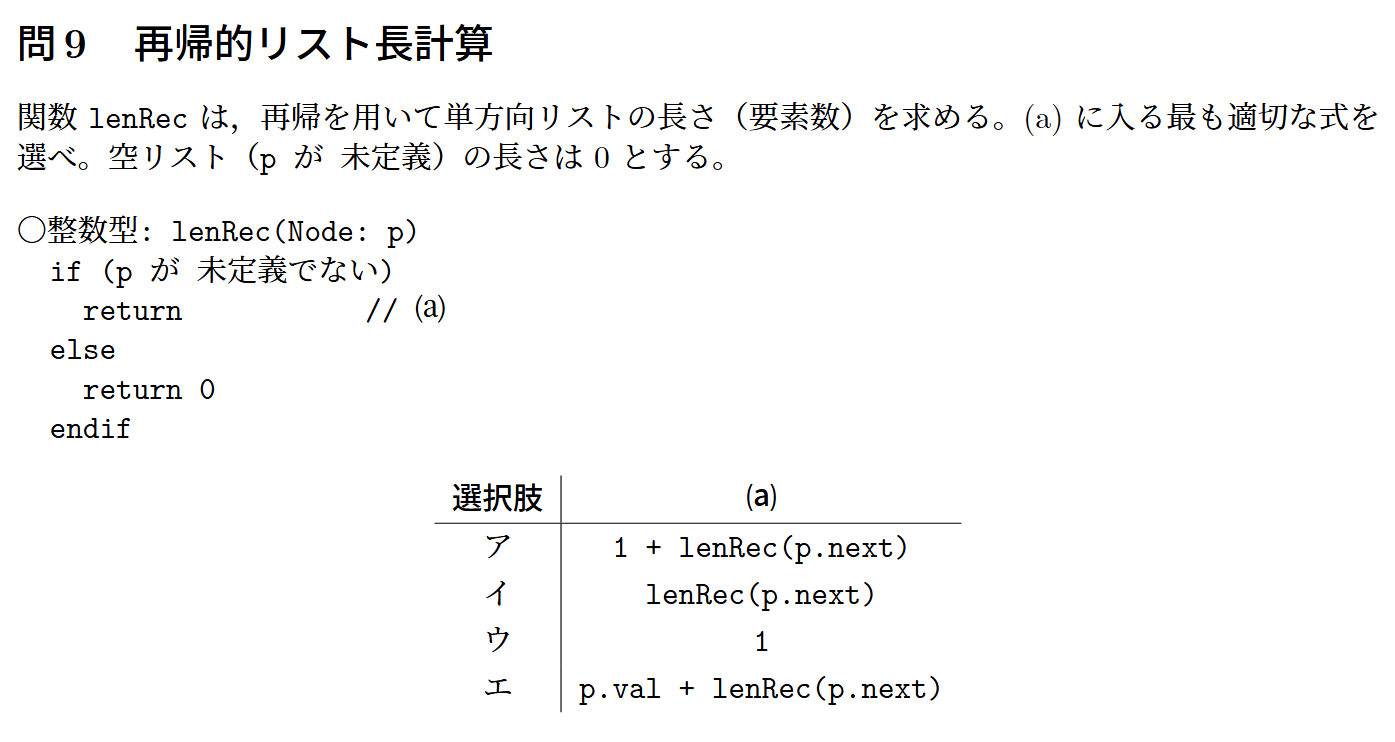 問 9　再帰的リスト長計算
関数 lenRec は，再帰を用いて単方向リストの長さ（要素数）を求める。(a) に入る最も適切な式を
選べ。空リスト（p が 未定義）の長さは 0 とする。
〇整数型: lenRec(Node: p)
if (p が 未定義でない)
return // (a)
else
return 0
endif
選択肢 (a)
ア 1 + lenRec(p.next)
イ lenRec(p.next)
ウ 1
エ p.val + lenRec(p.next)